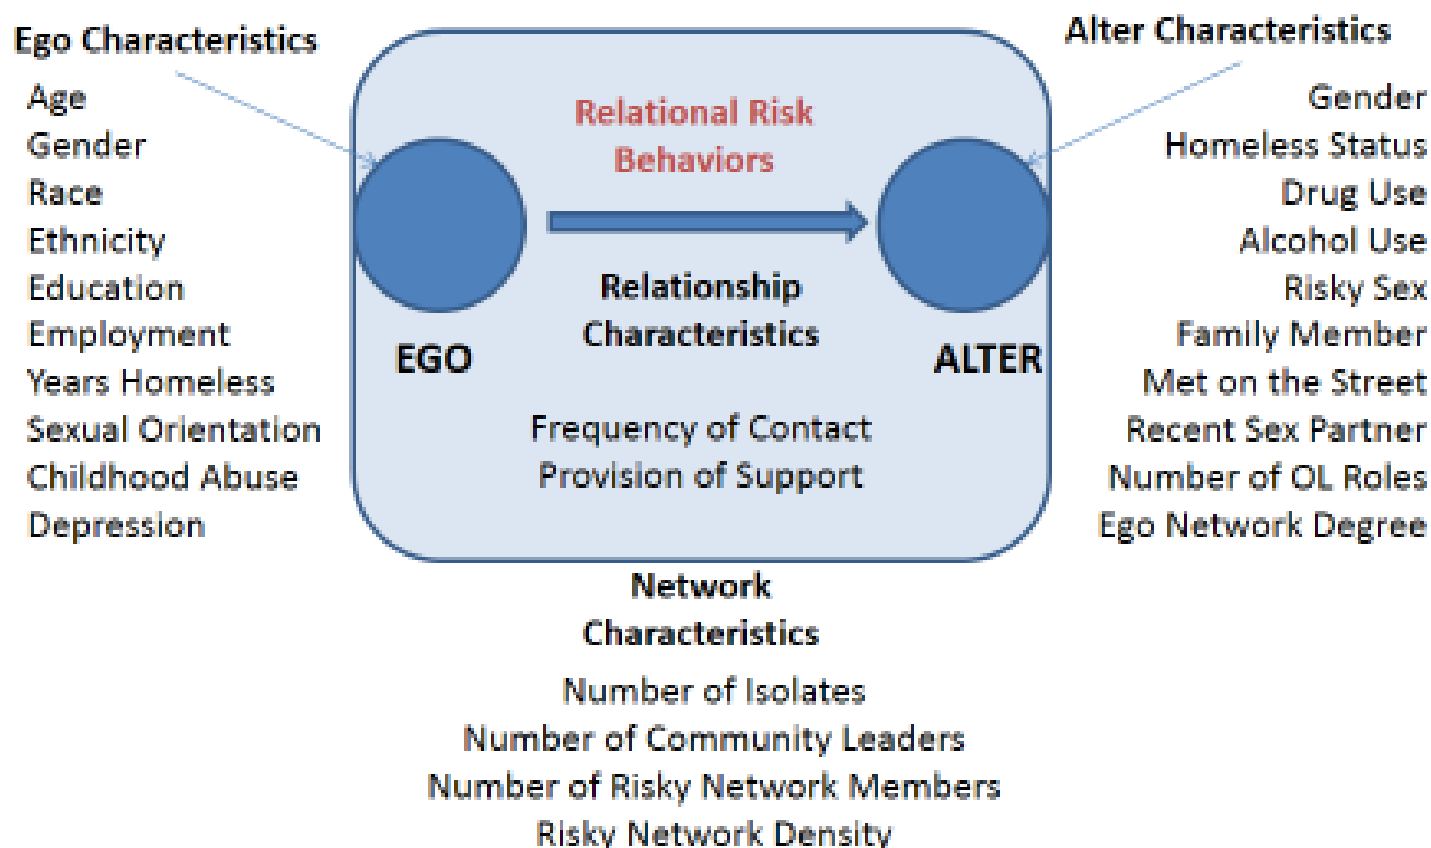 Ego Characteristics
Age
Gender
Race
Ethnicity
Education
Employment
Years Homeless
Sexual Orientation
Childhood Abuse
Depression
Relational Risk
Behaviors
Relationship
Characteristics
EGO
ALTER
Frequency of Contact
Provision of Support
Alter Characteristics
Gender
Homeless Status
Drug Use
Alcohol Use
Risky Sex
Family Member
Met on the Street
Recent Sex Partner
Number of OL Roles
Ego Network Degree
Network
Characteristics
Number of Isolates
Number of Community Leaders
Number of Risky Network Members
Risky Network Density